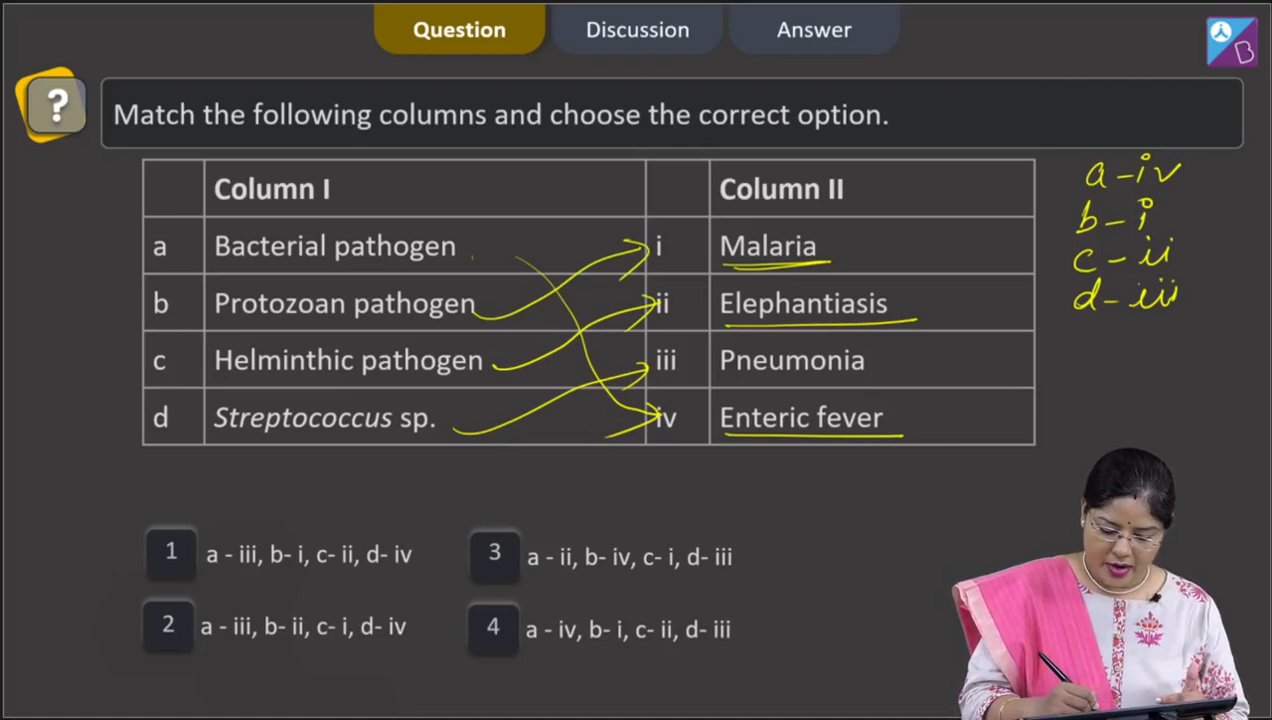 Question Discussion Answer
B
?
Match the following columns and choose the correct option.
Column I Column II
a Bacterial pathogen i Malaria
b Protozoan pathogen ii Elephantiasis
c Helminthic pathogen iii Pneumonia
d Streptococcus sp. iv Enteric fever
a - iv
b - i
c - ii
d - iii
1 a - iii, b- i, c- ii, d- iv
3 a - ii, b- iv, c- i, d- iii
2 a - iii, b- ii, c- i, d- iv
4 a - iv, b- i, c- ii, d- iii